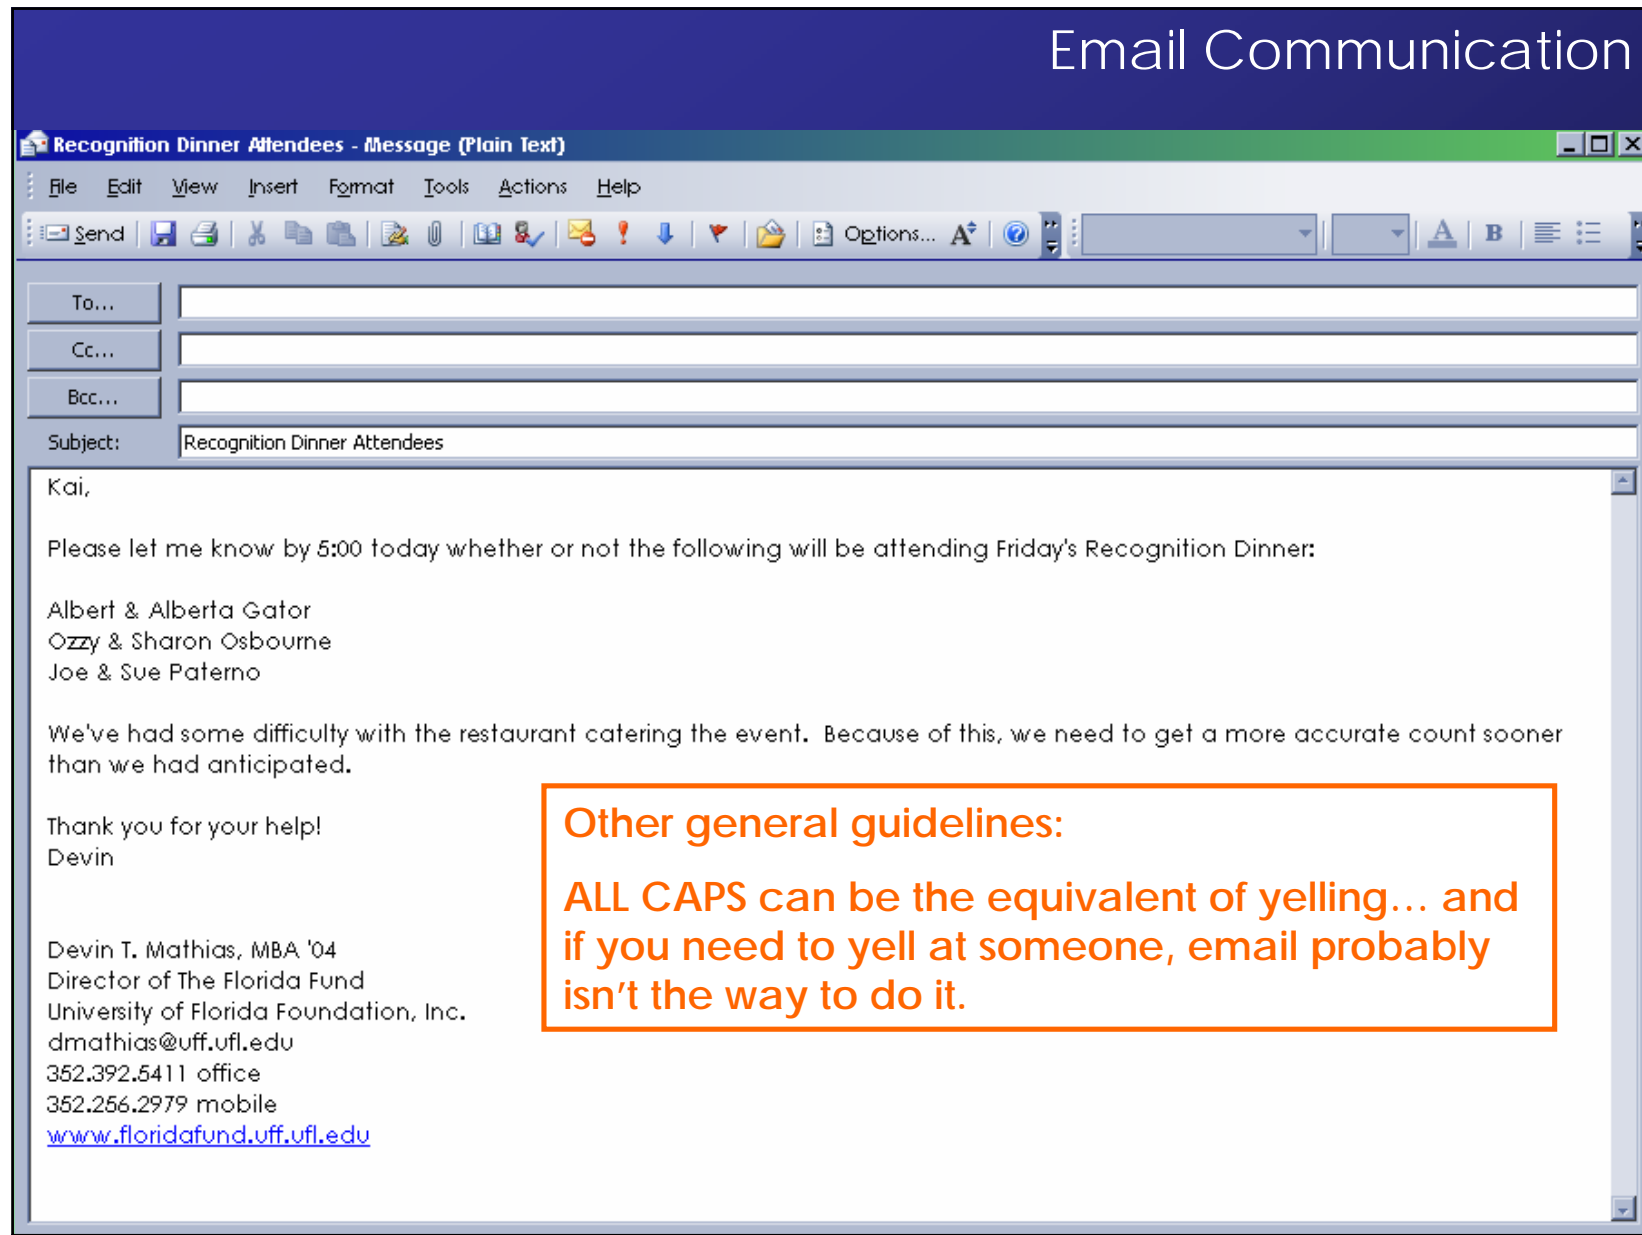 Email Communication
Recognition Dinner Attendees - Message (Plain Text)
File Edit View Insert Format Tools Actions Help
Send Options... A B
To...
Cc...
Bcc...
Subject: Recognition Dinner Attendees
Kai,
Please let me know by 5:00 today whether or not the following will be attending Friday's Recognition Dinner:
Albert & Alberta Gator
Ozzy & Sharon Osbourne
Joe & Sue Paterno
We've had some difficulty with the restaurant catering the event.  Because of this, we need to get a more accurate count sooner
than we had anticipated.
Thank you for your help!
Devin
Other general guidelines:
ALL CAPS can be the equivalent of yelling... and
if you need to yell at someone, email probably
isn't the way to do it.
Devin T. Mathias, MBA '04
Director of The Florida Fund
University of Florida Foundation, Inc.
dmathias@uff.ufl.edu
352.392.5411 office
352.256.2979 mobile
www.floridafund.uff.ufl.edu